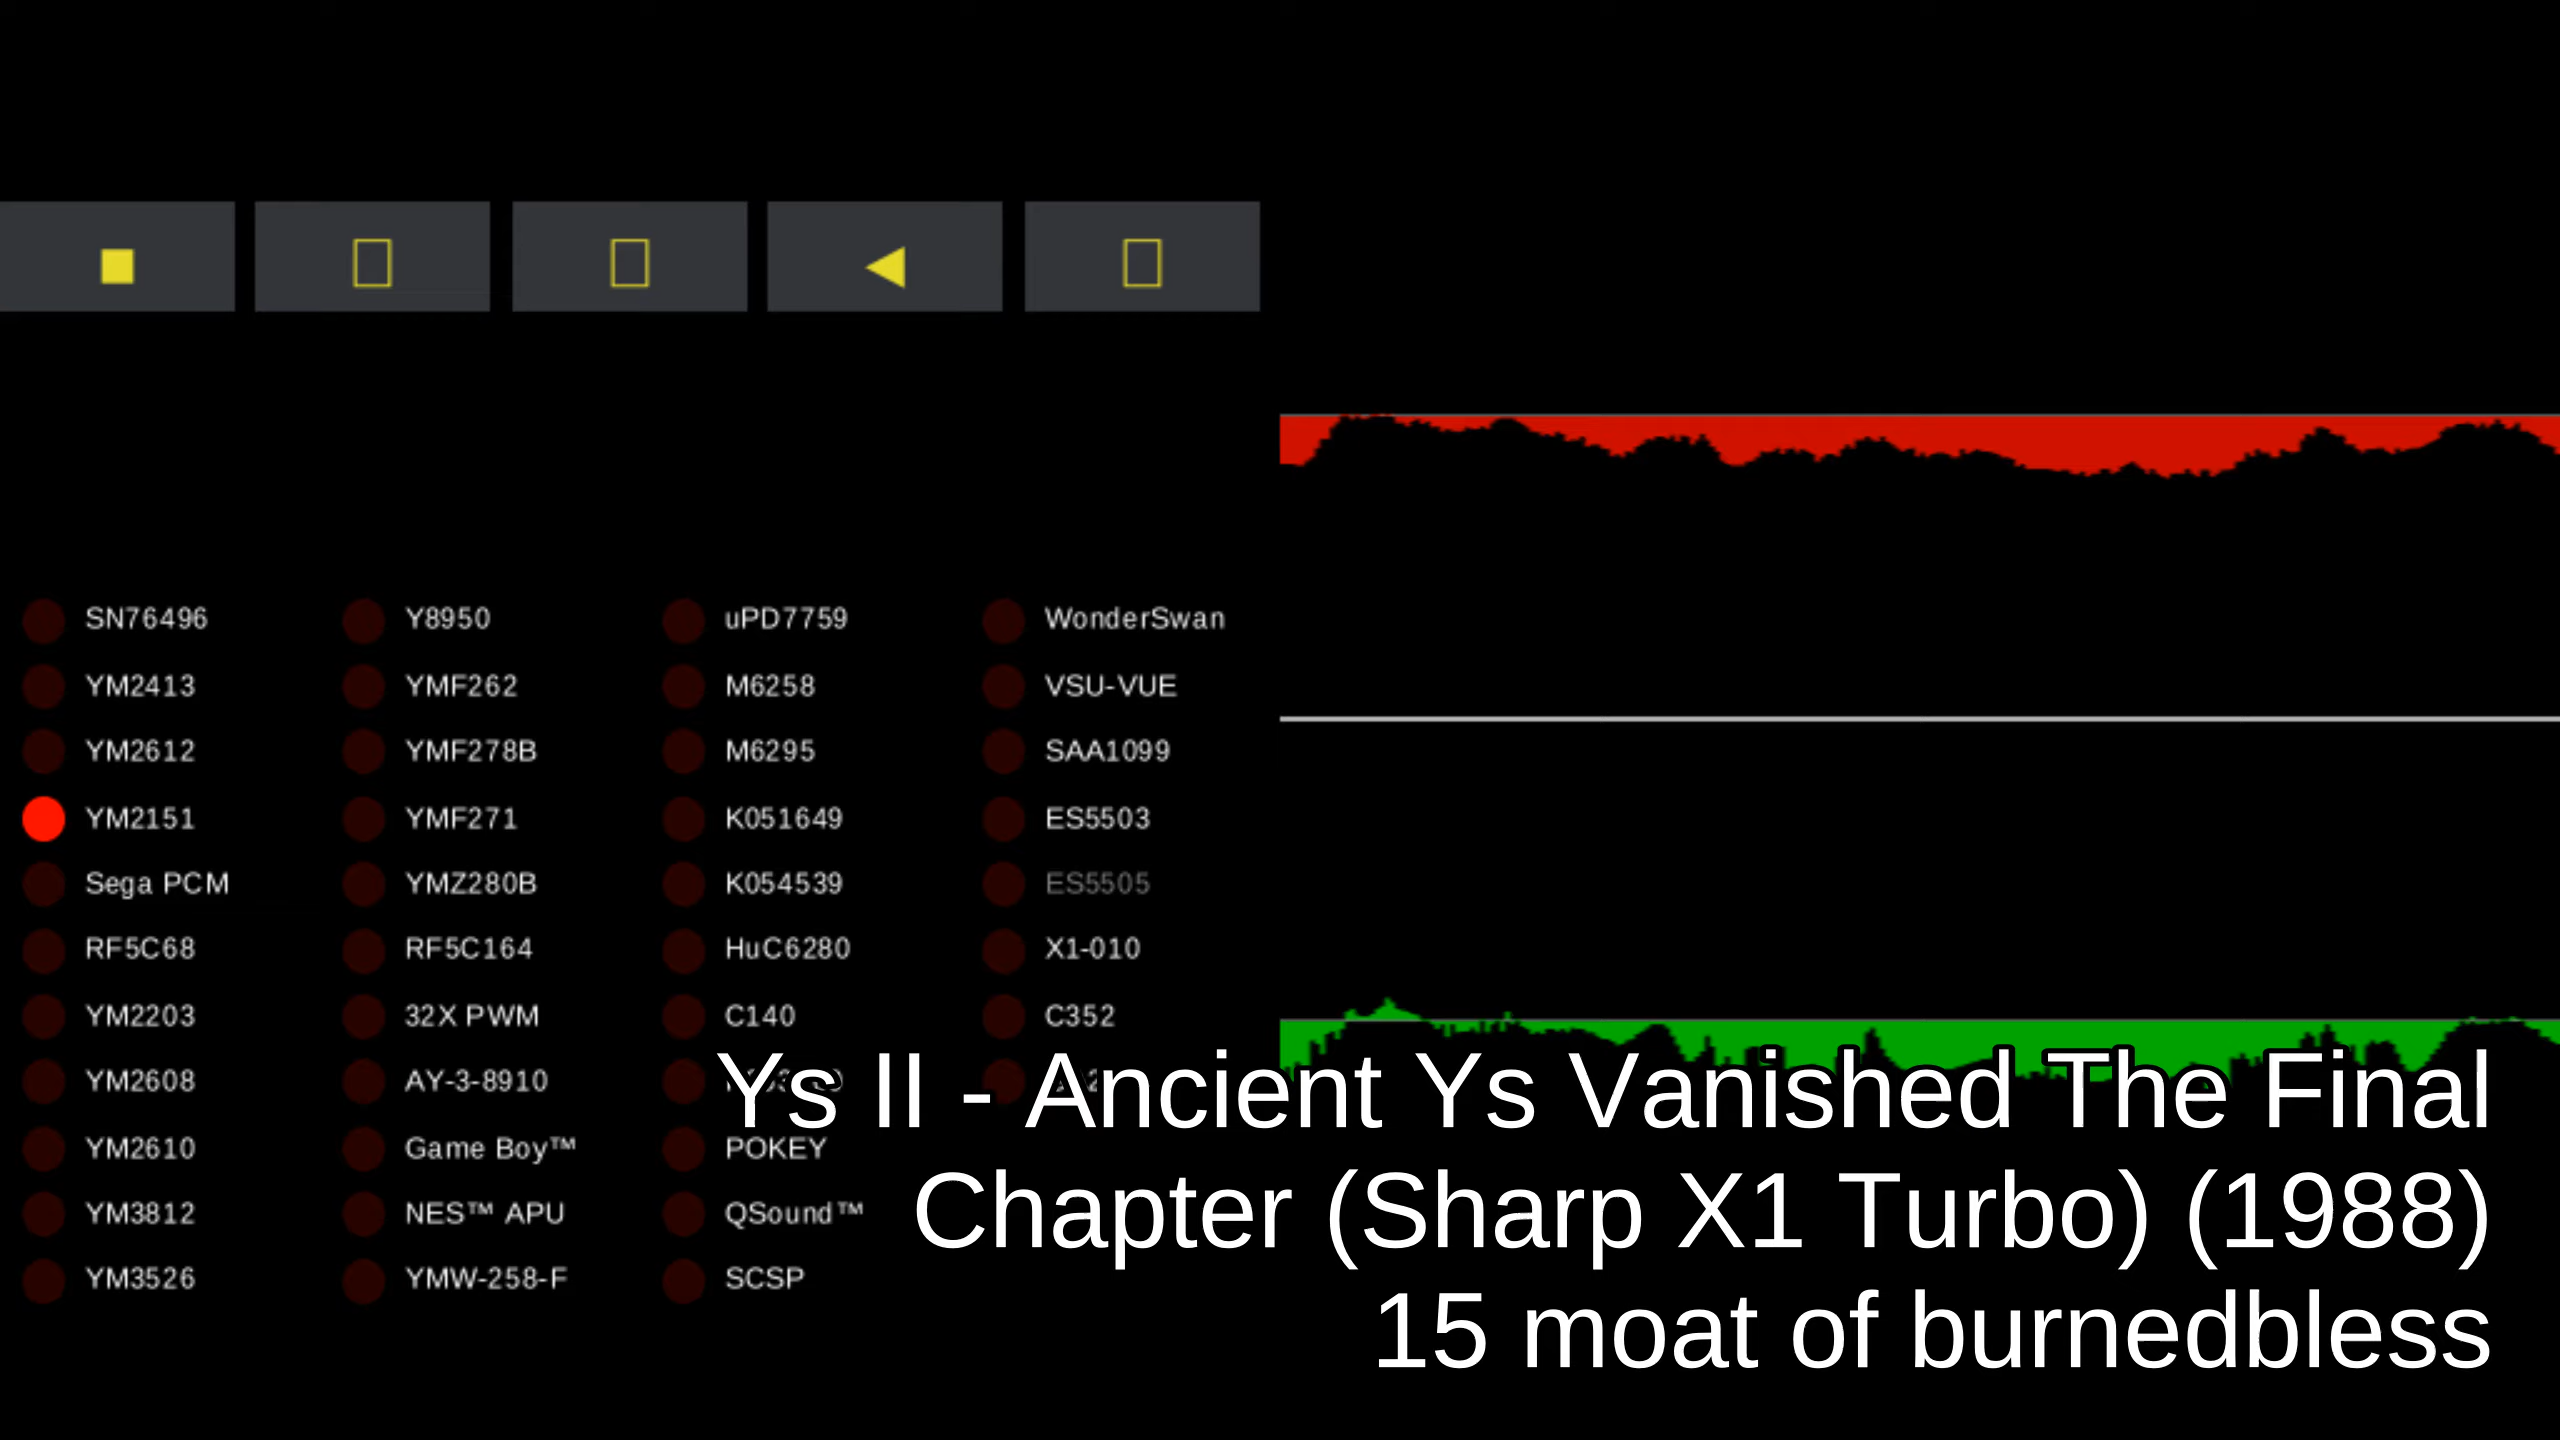 SN76496 Y8950 uPD7759 WonderSwan
YM2413 YMF262 M6258 VSU-VUE
YM2612 YMF278B M6295 SAA1099
YM2151 YMF271 K051649 ES5503
Sega PCM YMZ280B K054539 ES5505
RF5C68 RF5C164 HuC6280 X1-010
YM2203 32X PWM C140 C352
YM2608 AY-3-8910
YM2610 Game Boy™ POKEY
YM3812 NES™ APU QSound™
YM3526 YMW-258-F SCSP
Ys II - Ancient Ys Vanished The Final
Chapter (Sharp X1 Turbo) (1988)
15 moat of burnedbless